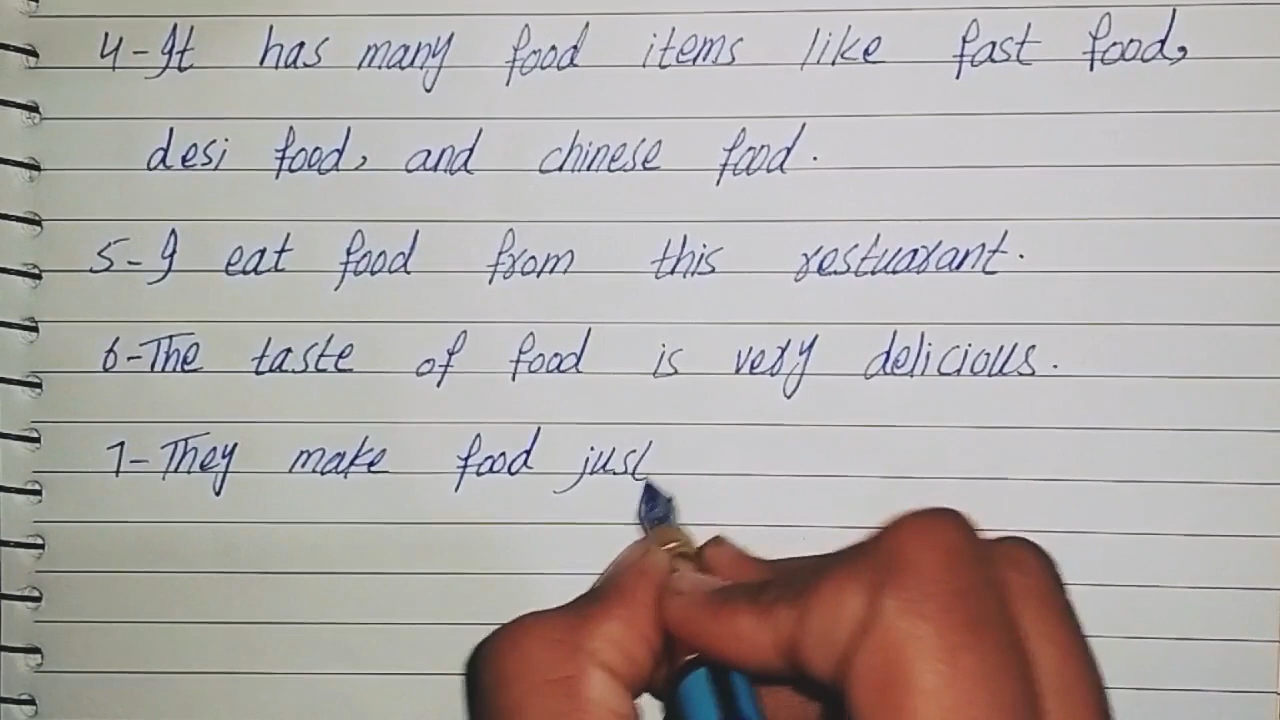 4-It has many food items like fast food,
desi food, and chinese food.
5-I eat food from this restuarant.
6-The taste of food is very delicious.
7-They make food just